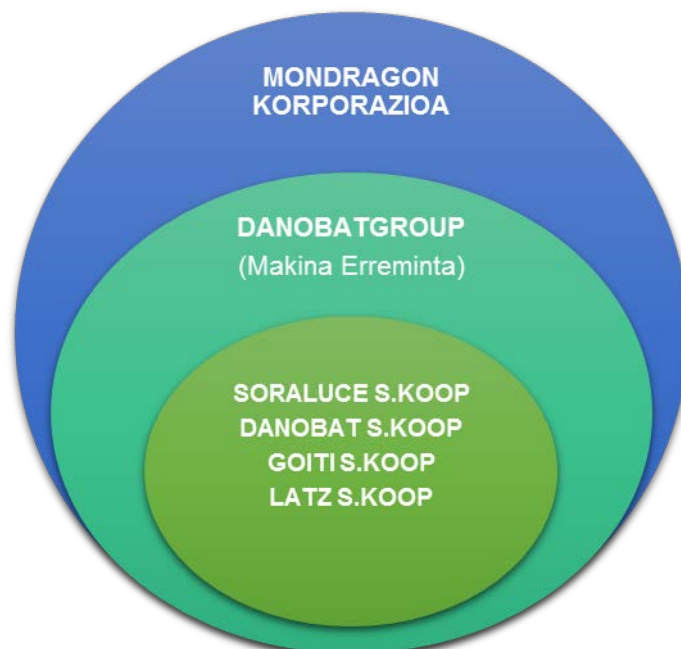 MONDRAGON
KORPORAZIOA
DANOBATGROUP
(Makina Erreminta)
SORALUCE S.KOOP
DANOBAT S.KOOP
GOITI S.KOOP
LATZ S.KOOP